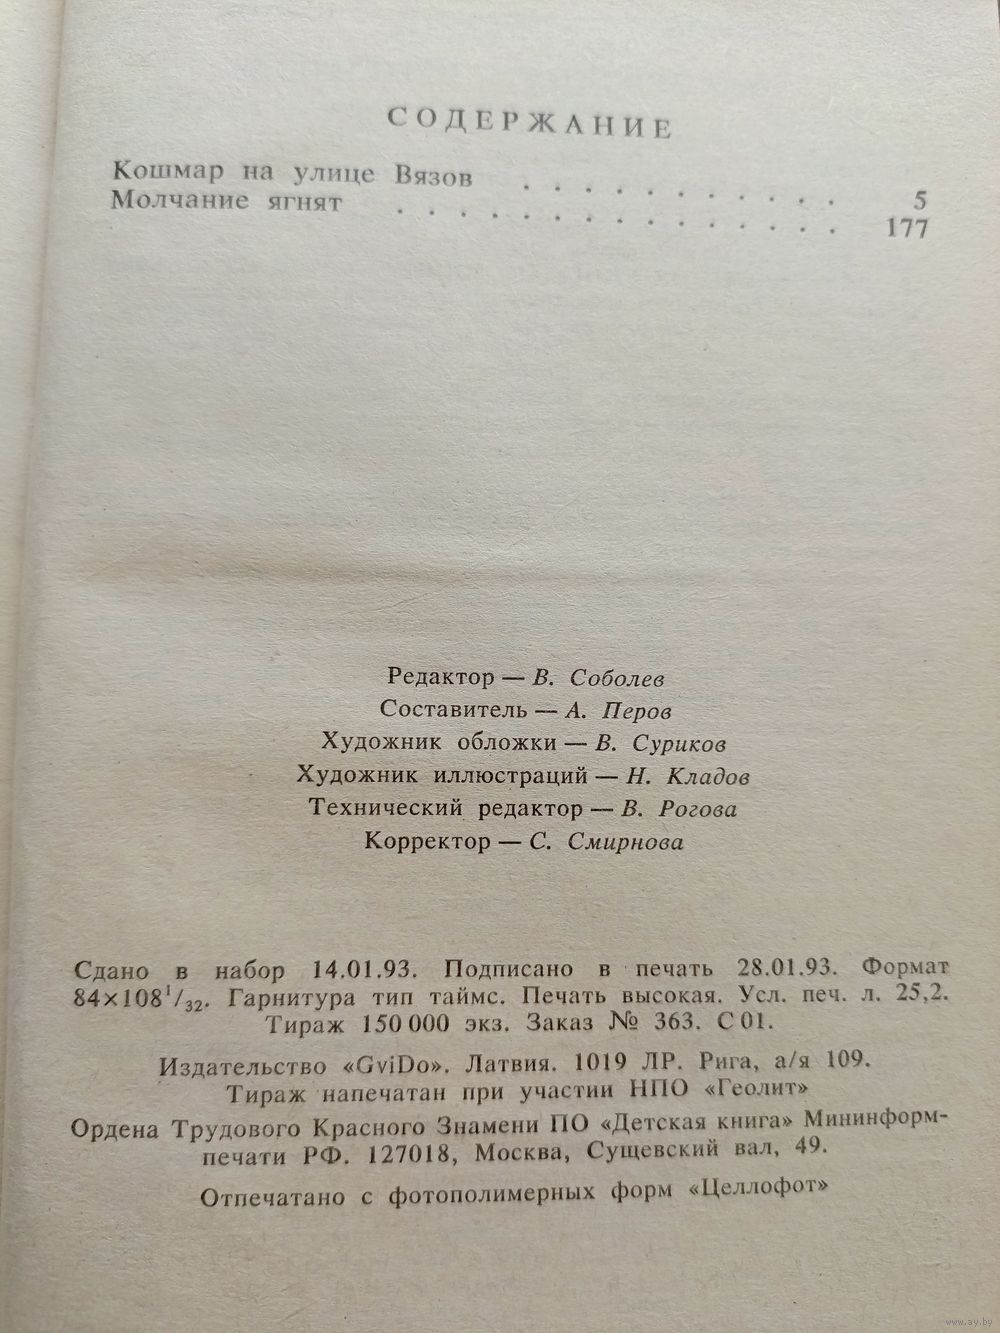 СОДЕРЖАНИЕ
Кошмар на улице Вязов . . . . . . . . . . . 5
Молчание ягнят . . . . . . . . . . . . . . . 177
Редактор — В. Соболев
Составитель — А. Перов
Художник обложки — В. Суриков
Художник иллюстраций — Н. Кладов
Технический редактор — В. Рогова
Корректор — С. Смирнова
Сдано в набор 14.01.93. Подписано в печать 28.01.93. Формат
84×108¹/₃₂. Гарнитура тип таймс. Печать высокая. Усл. печ. л. 25,2.
Тираж 150 000 экз. Заказ № 363. С 01.
Издательство «GviDo». Латвия. 1019 ЛР. Рига, а/я 109.
Тираж напечатан при участии НПО «Геолит»
Ордена Трудового Красного Знамени ПО «Детская книга» Мининформ-
печати РФ. 127018, Москва, Сущевский вал, 49.
Отпечатано с фотополимерных форм «Целлофот»
www.ay.by